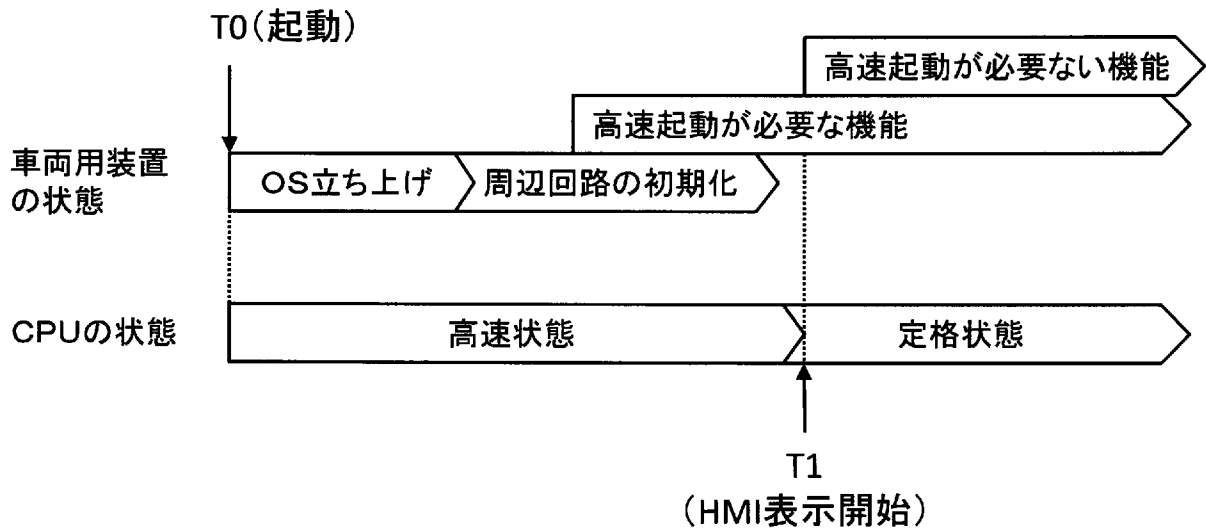 T0(起動)
高速起動が必要ない機能
高速起動が必要な機能
車両用装置
の状態
OS立ち上げ
周辺回路の初期化
CPUの状態
高速状態
定格状態
T1
(HMI表示開始)